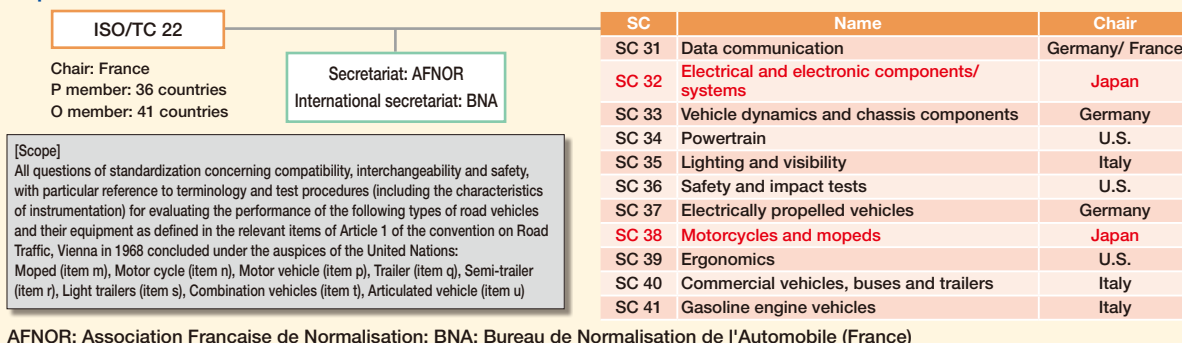 ISO/TC 22
Chair: France
P member: 36 countries
O member: 41 countries
Secretariat: AFNOR
International secretariat: BNA
[Scope]
All questions of standardization concerning compatibility, interchangeability and safety,
with particular reference to terminology and test procedures (including the characteristics
of instrumentation) for evaluating the performance of the following types of road vehicles
and their equipment as defined in the relevant items of Article 1 of the convention on Road
Traffic, Vienna in 1968 concluded under the auspices of the United Nations:
Moped (item m), Motor cycle (item n), Motor vehicle (item p), Trailer (item q), Semi-trailer
(item r), Light trailers (item s), Combination vehicles (item t), Articulated vehicle (item u)
SC Name Chair
SC 31 Data communication Germany/ France
SC 32 Electrical and electronic components/
systems Japan
SC 33 Vehicle dynamics and chassis components Germany
SC 34 Powertrain U.S.
SC 35 Lighting and visibility Italy
SC 36 Safety and impact tests U.S.
SC 37 Electrically propelled vehicles Germany
SC 38 Motorcycles and mopeds Japan
SC 39 Ergonomics U.S.
SC 40 Commercial vehicles, buses and trailers Italy
SC 41 Gasoline engine vehicles Italy
AFNOR: Association Francaise de Normalisation; BNA: Bureau de Normalisation de l'Automobile (France)